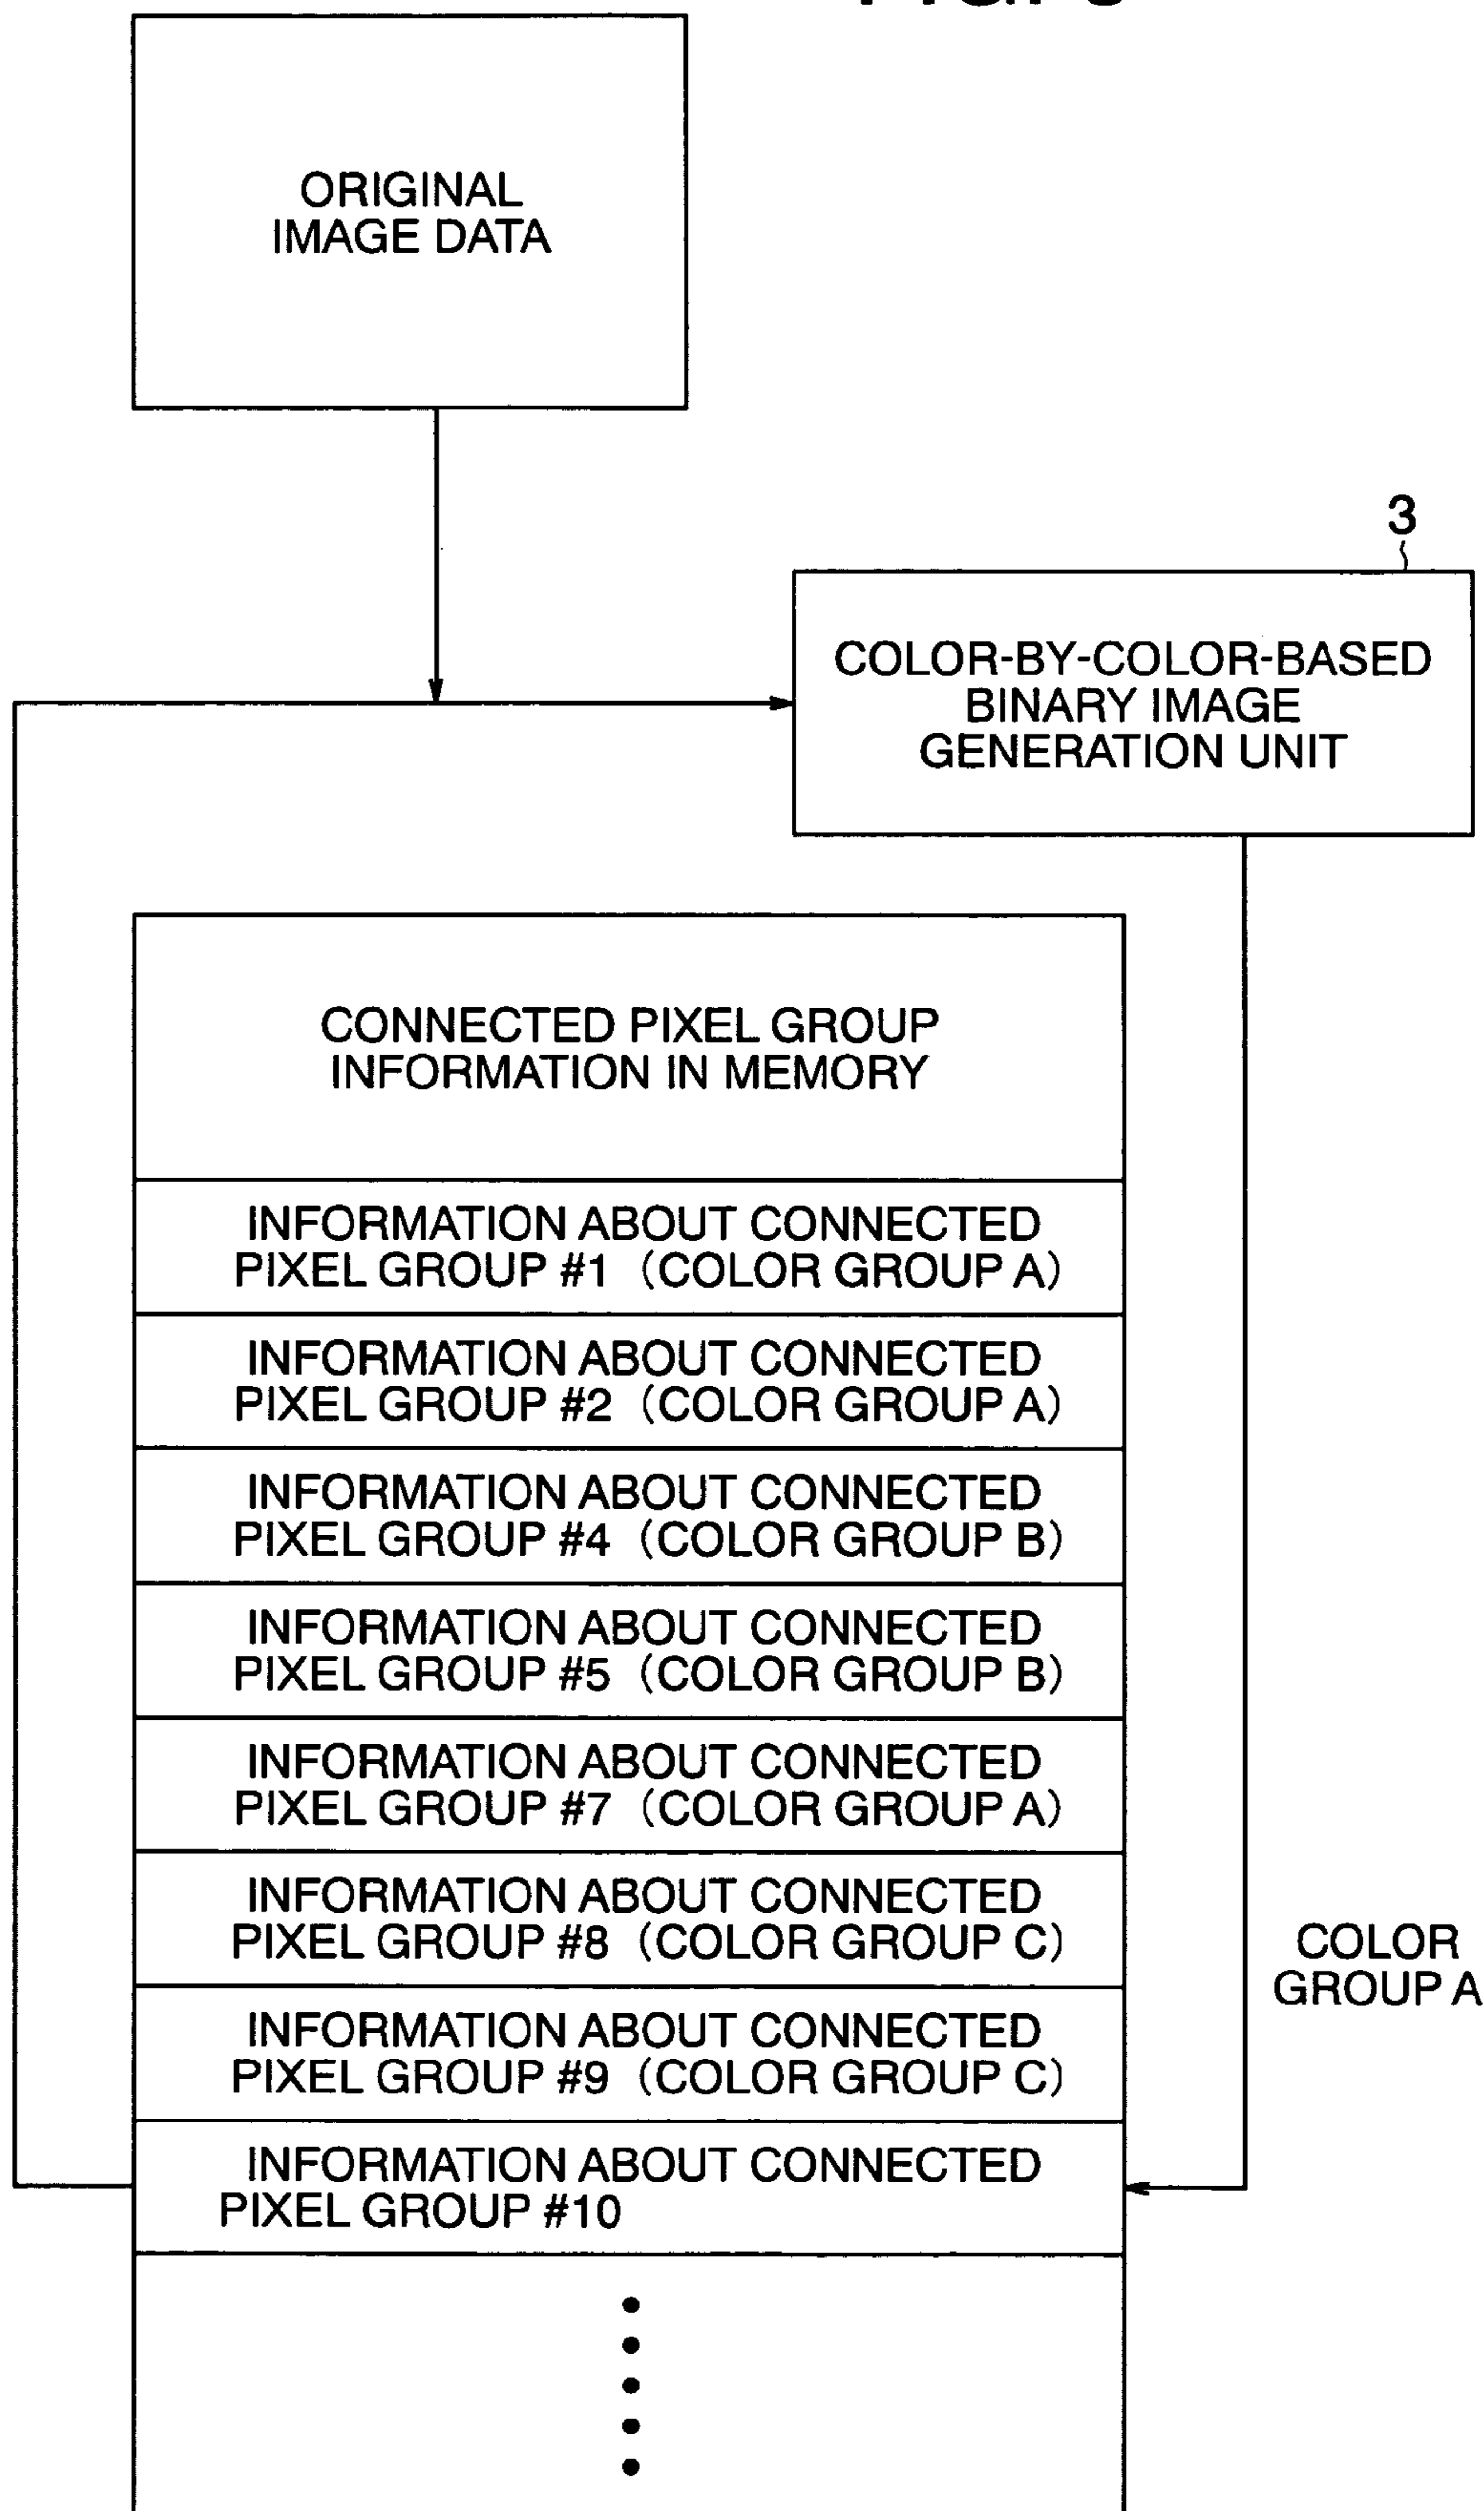 ORIGINAL
IMAGE DATA
3
COLOR-BY-COLOR-BASED
BINARY IMAGE
GENERATION UNIT
CONNECTED PIXEL GROUP
INFORMATION IN MEMORY
INFORMATION ABOUT CONNECTED
PIXEL GROUP #1 (COLOR GROUP A)
INFORMATION ABOUT CONNECTED
PIXEL GROUP #2 (COLOR GROUP A)
INFORMATION ABOUT CONNECTED
PIXEL GROUP #4 (COLOR GROUP B)
INFORMATION ABOUT CONNECTED
PIXEL GROUP #5 (COLOR GROUP B)
INFORMATION ABOUT CONNECTED
PIXEL GROUP #7 (COLOR GROUP A)
INFORMATION ABOUT CONNECTED
PIXEL GROUP #8 (COLOR GROUP C)
INFORMATION ABOUT CONNECTED
PIXEL GROUP #9 (COLOR GROUP C)
INFORMATION ABOUT CONNECTED
PIXEL GROUP #10
COLOR
GROUP A